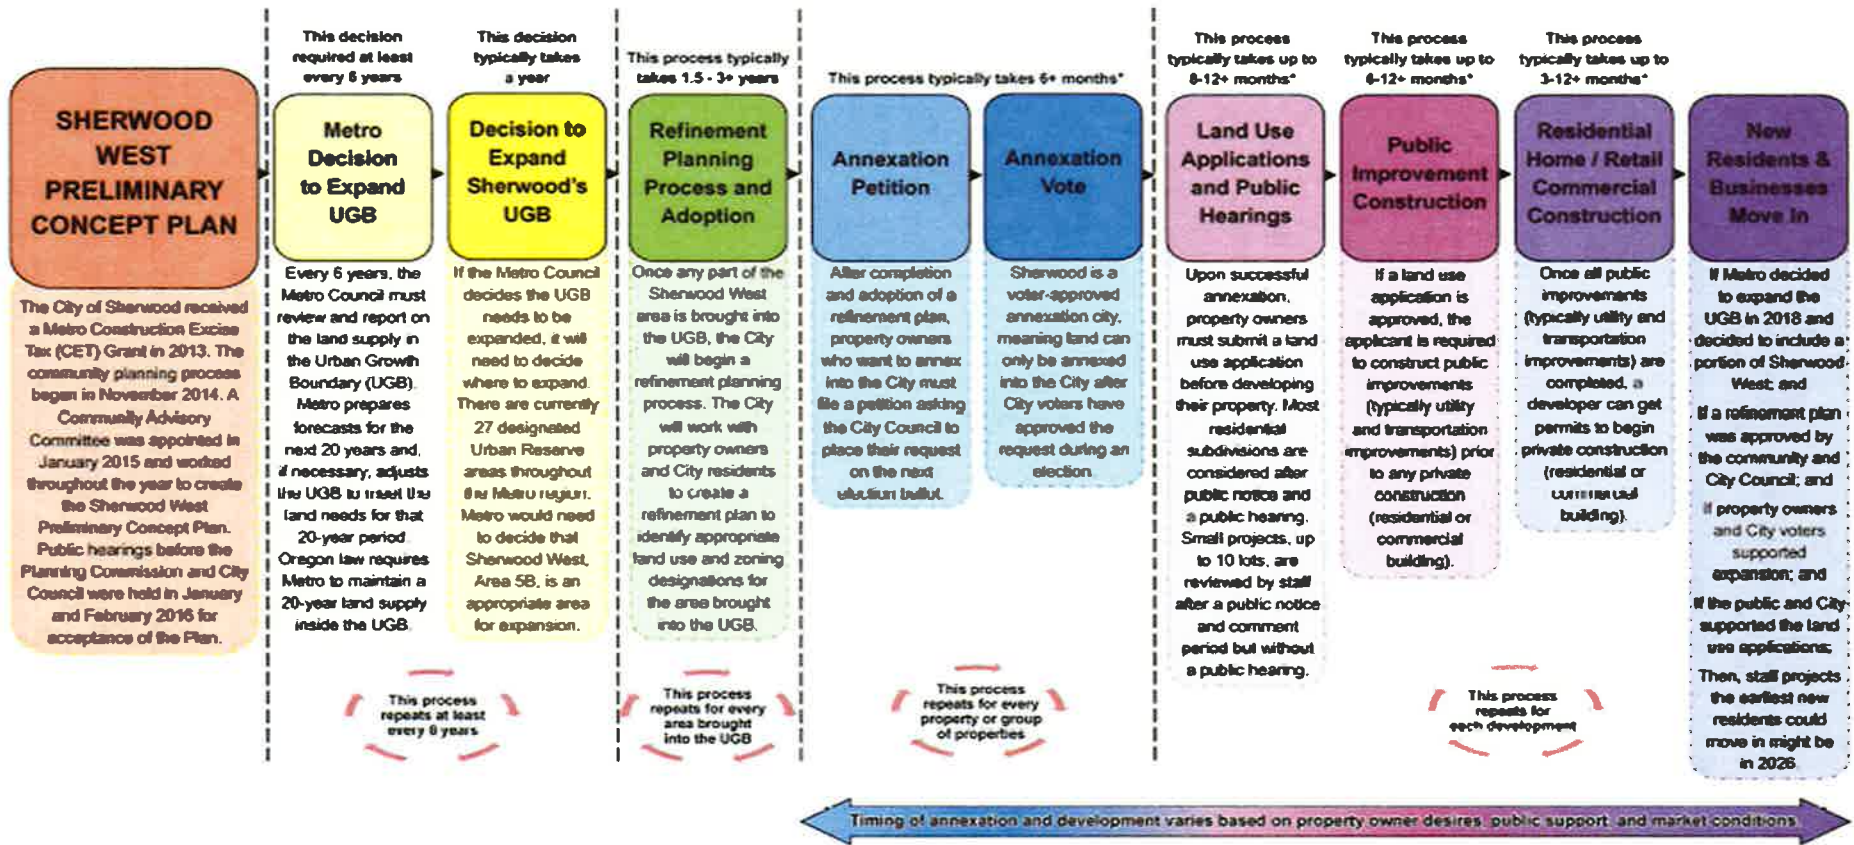 This decision
required at least
every 6 years
This decision
typically takes
a year
This process typically
takes 1.5 - 3+ years
This process typically takes 6+ months*
This process
typically takes up to
8-12+ months*
This process
typically takes up to
6-12+ months*
This process
typically takes up to
3-12+ months*
SHERWOOD
WEST
PRELIMINARY
CONCEPT PLAN
Metro
Decision
to Expand
UGB
Decision to
Expand
Sherwood's
UGB
Refinement
Planning
Process and
Adoption
Annexation
Petition
Annexation
Vote
Land Use
Applications
and Public
Hearings
Public
Improvement
Construction
Residential
Home / Retail
Commercial
Construction
New
Residents &
Businesses
Move In
The City of Sherwood received
a Metro Construction Excise
Tax (CET) Grant in 2013. The
community planning process
began in November 2014. A
Community Advisory
Committee was appointed in
January 2015 and worked
throughout the year to create
the Sherwood West
Preliminary Concept Plan.
Public hearings before the
Planning Commission and City
Council were held in January
and February 2016 for
acceptance of the Plan.
Every 6 years, the
Metro Council must
review and report on
the land supply in
the Urban Growth
Boundary (UGB).
Metro prepares
forecasts for the
next 20 years and,
if necessary, adjusts
the UGB to meet the
land needs for that
20-year period.
Oregon law requires
Metro to maintain a
20-year land supply
inside the UGB.
If the Metro Council
decides the UGB
needs to be
expanded, it will
need to decide
where to expand.
There are currently
27 designated
Urban Reserve
areas throughout
the Metro region.
Metro would need
to decide that
Sherwood West,
Area 5B, is an
appropriate area
for expansion.
Once any part of the
Sherwood West
area is brought into
the UGB, the City
will begin a
refinement planning
process. The City
will work with
property owners
and City residents
to create a
refinement plan to
identify appropriate
land use and zoning
designations for
the area brought
into the UGB.
After completion
and adoption of a
refinement plan,
property owners
who want to annex
into the City must
file a petition asking
the City Council to
place their request
on the next
election ballot.
Sherwood is a
voter-approved
annexation city,
meaning land can
only be annexed
into the City after
City voters have
approved the
request during an
election.
Upon successful
annexation,
property owners
must submit a land
use application
before developing
their property. Most
residential
subdivisions are
considered after
public notice and
a public hearing.
Small projects, up
to 10 lots, are
reviewed by staff
after a public notice
and comment
period but without
a public hearing.
If a land use
application is
approved, the
applicant is required
to construct public
improvements
(typically utility
and transportation
improvements) prior
to any private
construction
(residential or
commercial
building).
Once all public
improvements
(typically utility and
transportation
improvements) are
completed, a
developer can get
permits to begin
private construction
(residential or
commercial
building).
If Metro decided
to expand the
UGB in 2018 and
decided to include a
portion of Sherwood
West; and
If a refinement plan
was approved by
the community and
City Council; and
If property owners
and City voters
supported
expansion; and
If the public and City
supported the land
use applications;
Then, staff projects
the earliest new
residents could
move in might be
in 2026.
This process
repeats at least
every 6 years
This process
repeats for every
area brought
into the UGB
This process
repeats for every
property or group
of properties
This process
repeats for
each development
Timing of annexation and development varies based on property owner desires, public support, and market conditions